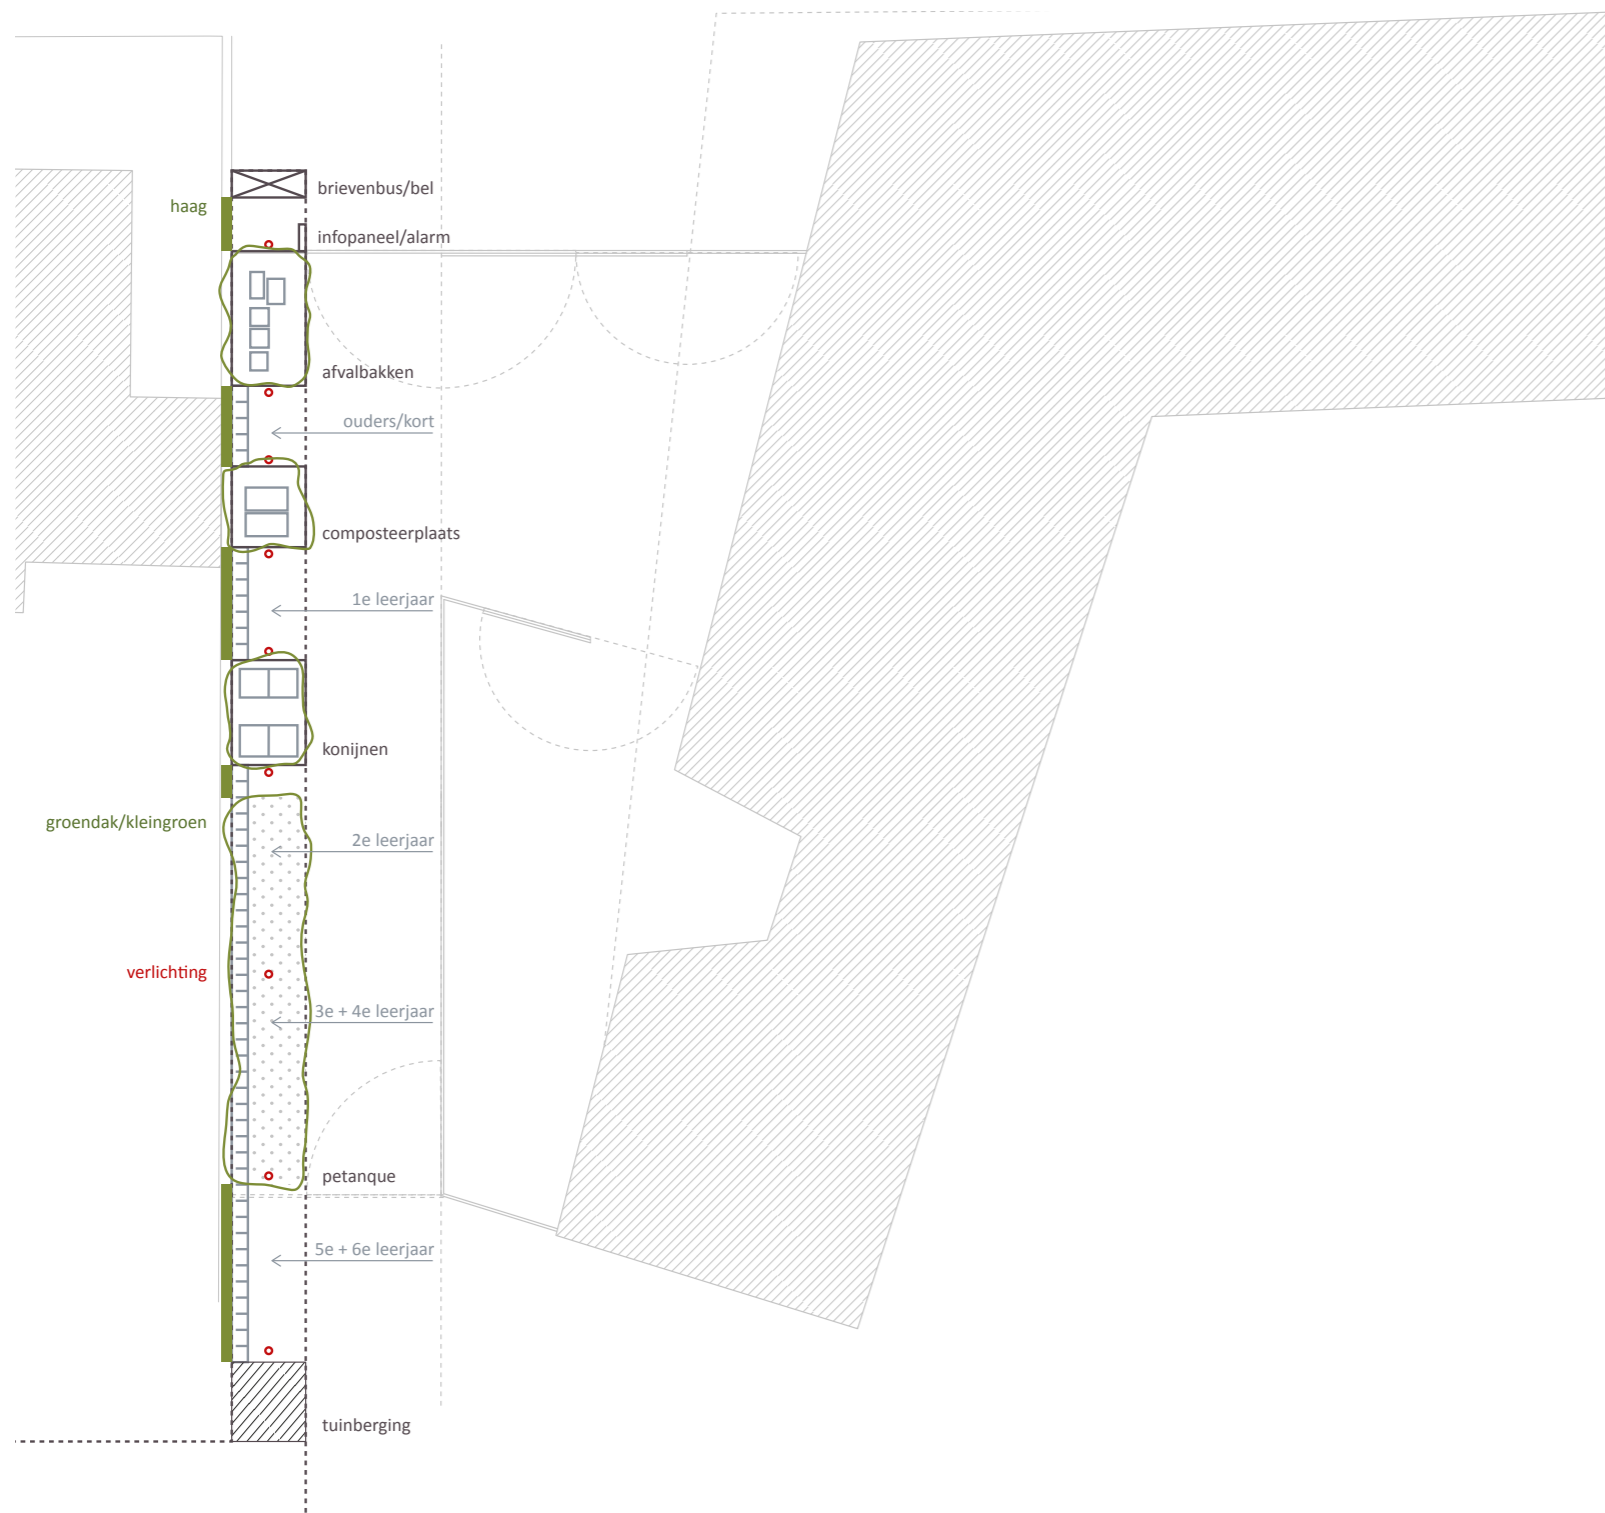 brievenbus/bel
haag
infopaneel/alarm
afvalbakken
ouders/kort
composteerplaats
1e leerjaar
konijnen
groendak/kleingroen
2e leerjaar
verlichting
3e + 4e leerjaar
petanque
5e + 6e leerjaar
tuinberging